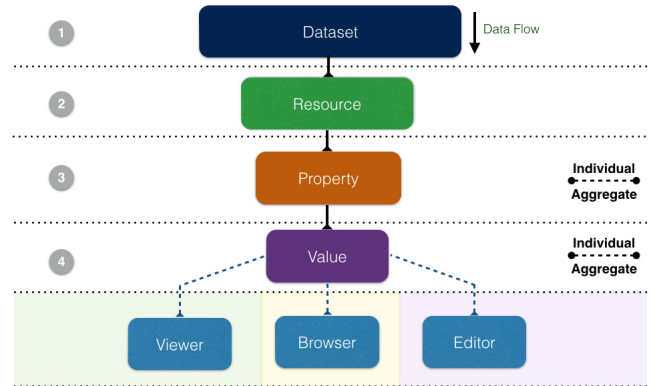 1
Dataset
Data Flow
2
Resource
3
Property
Individual
Aggregate
4
Value
Individual
Aggregate
Viewer
Browser
Editor